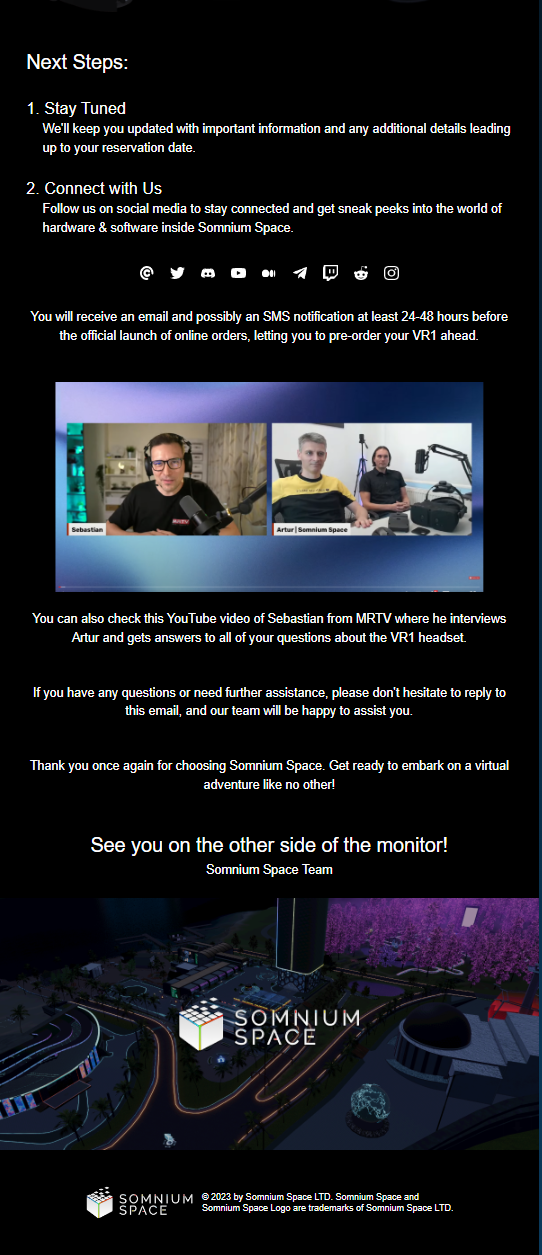 Next Steps:
1. Stay Tuned
We'll keep you updated with important information and any additional details leading
up to your reservation date.
2. Connect with Us
Follow us on social media to stay connected and get sneak peeks into the world of
hardware & software inside Somnium Space.
You will receive an email and possibly an SMS notification at least 24-48 hours before
the official launch of online orders, letting you to pre-order your VR1 ahead.
MRTV
Sebastian
Artur | Somnium Space
You can also check this YouTube video of Sebastian from MRTV where he interviews
Artur and gets answers to all of your questions about the VR1 headset.
If you have any questions or need further assistance, please don't hesitate to reply to
this email, and our team will be happy to assist you.
Thank you once again for choosing Somnium Space. Get ready to embark on a virtual
adventure like no other!
See you on the other side of the monitor!
Somnium Space Team
SOMNIUM
SPACE
SOMNIUM
SPACE
© 2023 by Somnium Space LTD. Somnium Space and
Somnium Space Logo are trademarks of Somnium Space LTD.